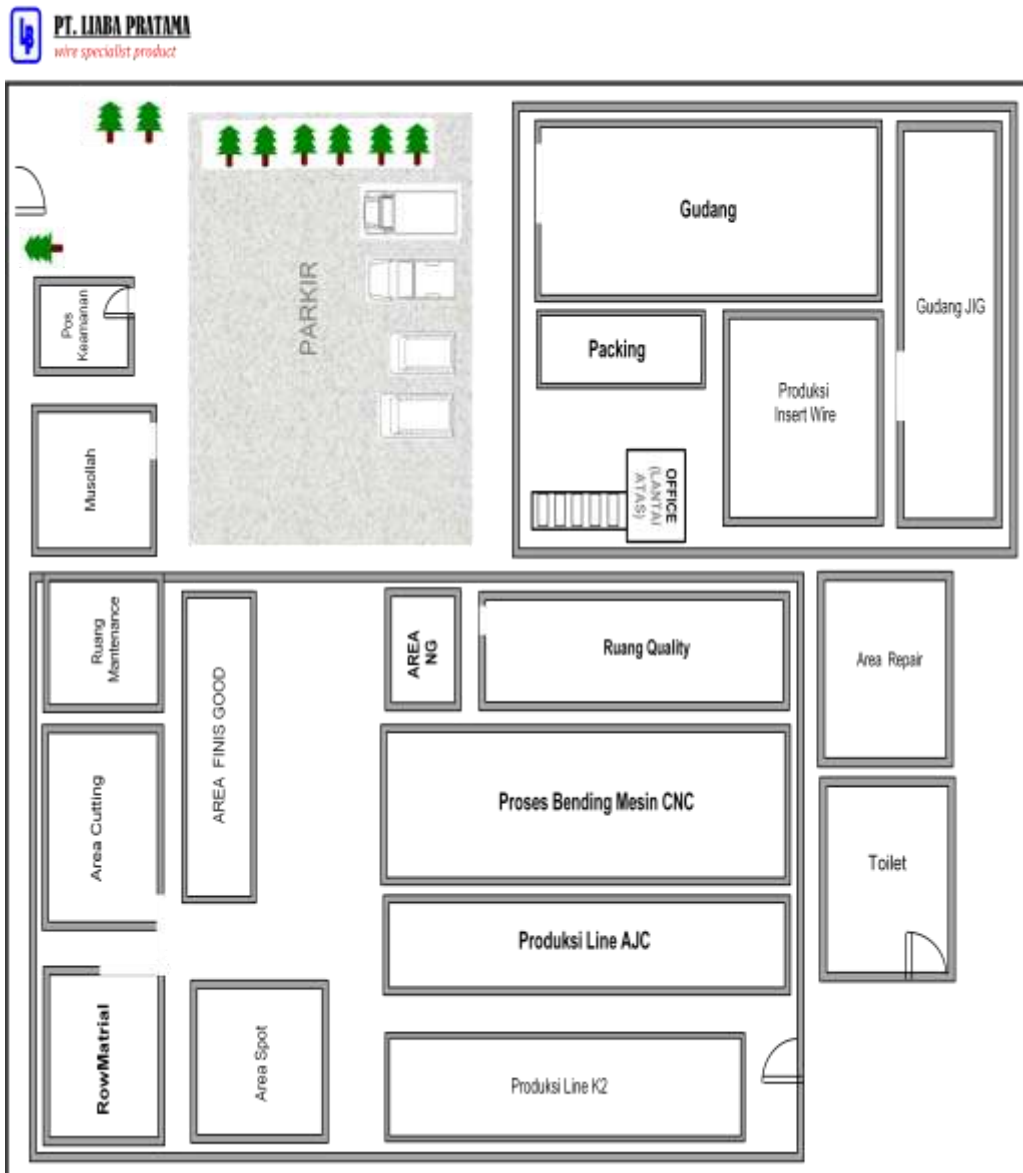 LBP
PT. LIABA PRATAMA
wire specialist product
PARKIR
Pos
Keamanan
Musollah
Gudang
Gudang JIG
Packing
Produksi
Insert Wire
OFFICE
(LANTAI
ATAS)
Ruang
Mantenance
AREA FINIS GOOD
AREA
NG
Ruang Quality
Area Repair
Area Cutting
Proses Bending Mesin CNC
Toilet
Produksi Line AJC
RowMatrial
Area Spot
Produksi Line K2